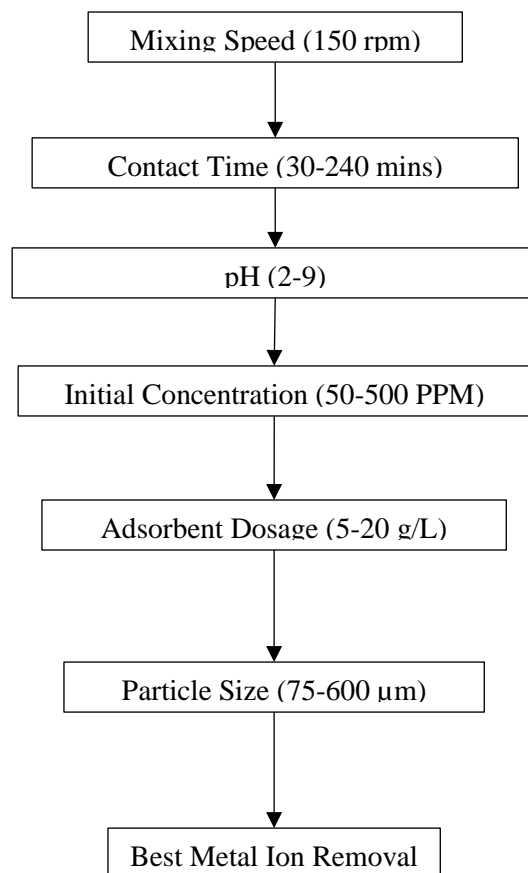 Mixing Speed (150 rpm)
Contact Time (30-240 mins)
pH (2-9)
Initial Concentration (50-500 PPM)
Adsorbent Dosage (5-20 g/L)
Particle Size (75-600 µm)
Best Metal Ion Removal